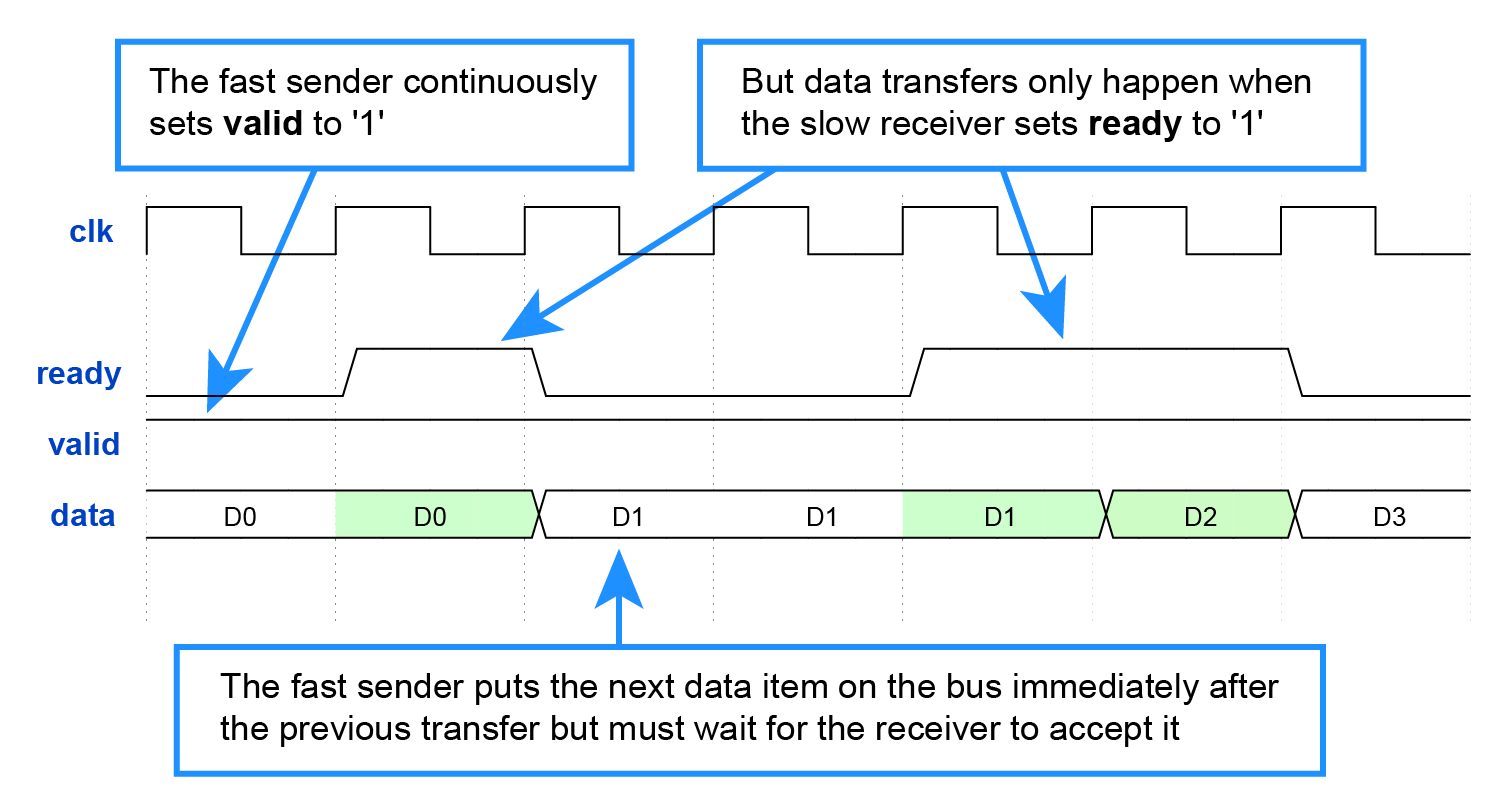 The fast sender continuously
sets valid to '1'
But data transfers only happen when
the slow receiver sets ready to '1'
clk
ready
valid
data
D0
D0
D1
D1
D1
D2
D3
The fast sender puts the next data item on the bus immediately after
the previous transfer but must wait for the receiver to accept it